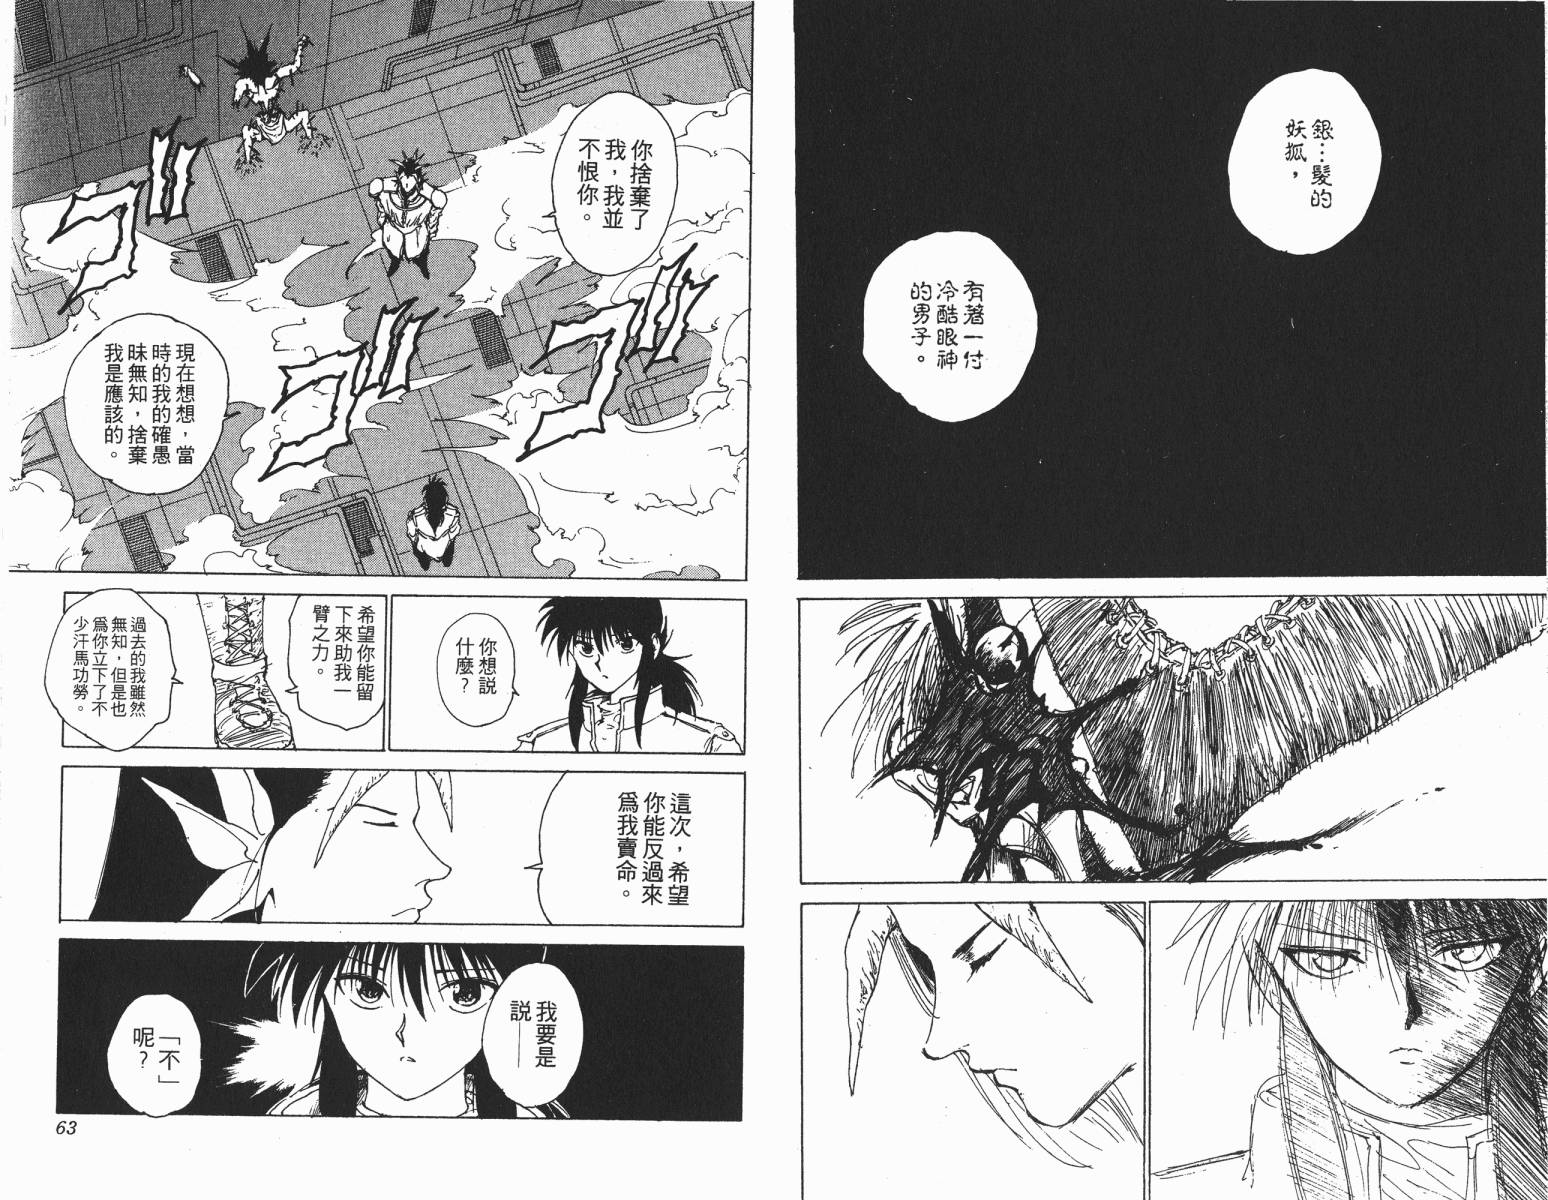 銀…髮的
妖狐，
有著一付
冷酷眼神
的男子。
你捨棄了
我，我並
不恨你。
現在想想，當
時的我的確愚
昧無知，捨棄
我是應該的。
ゴゴゴ
你想說
什麼？
希望你能留
下來助我一
臂之力。
過去的我雖然
無知，但是也
為你立下了不
少汗馬功勞。
這次，希望
你能反過來
為我賣命。
我要是
說──
「不」
呢？
63